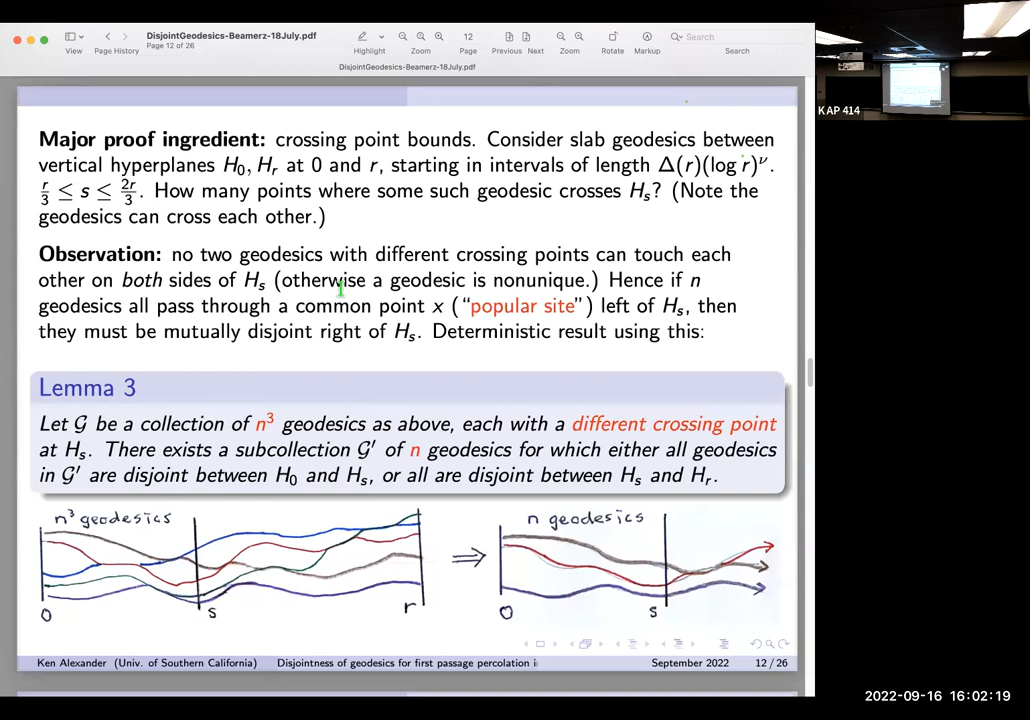 DisjointGeodesics-Beamerz-18July.pdf
Page 12 of 26
View
Page History
Highlight
Zoom
12
Page
Previous
Next
Zoom
Rotate
Markup
Search
Search
DisjointGeodesics-Beamerz-18July.pdf
KAP 414
Major proof ingredient: crossing point bounds. Consider slab geodesics between
vertical hyperplanes H₀, Hᵣ at 0 and r, starting in intervals of length Δ(r)(log r)^ν.
r/3 ≤ s ≤ 2r/3. How many points where some such geodesic crosses Hₛ? (Note the
geodesics can cross each other.)
Observation: no two geodesics with different crossing points can touch each
other on both sides of Hₛ (otherwise a geodesic is nonunique.) Hence if n
geodesics all pass through a common point x (“popular site”) left of Hₛ, then
they must be mutually disjoint right of Hₛ. Deterministic result using this:
Lemma 3
Let 𝒢 be a collection of n³ geodesics as above, each with a different crossing point
at Hₛ. There exists a subcollection 𝒢′ of n geodesics for which either all geodesics
in 𝒢′ are disjoint between H₀ and Hₛ, or all are disjoint between Hₛ and Hᵣ.
n³ geodesics
0
s
r
⟹
n geodesics
0
s
Ken Alexander (Univ. of Southern California)
Disjointness of geodesics for first passage percolation i
September 2022
12 / 26
2022-09-16 16:02:19